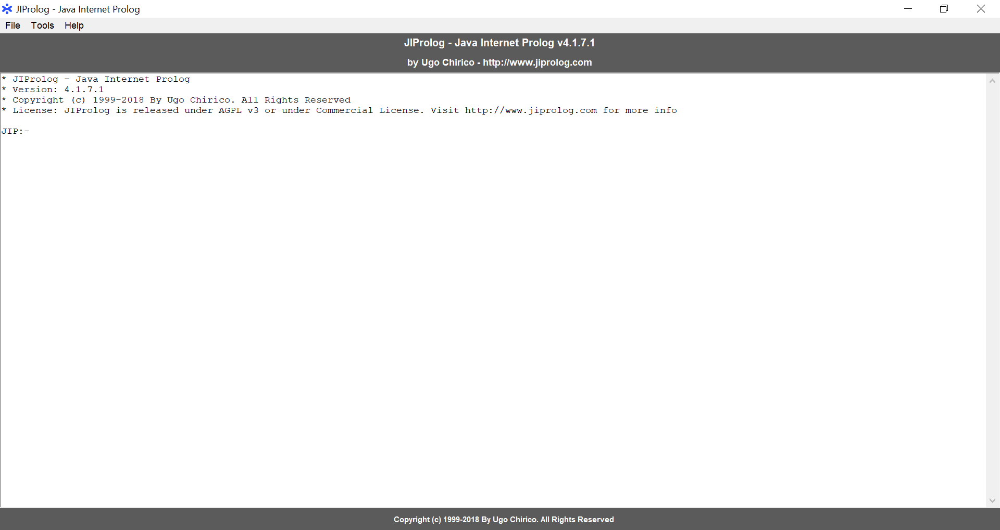 JIProlog - Java Internet Prolog
File Tools Help
JIProlog - Java Internet Prolog v4.1.7.1
by Ugo Chirico - http://www.jiprolog.com
* JIProlog - Java Internet Prolog
* Version: 4.1.7.1
* Copyright (c) 1999-2018 By Ugo Chirico. All Rights Reserved
* License: JIProlog is released under AGPL v3 or under Commercial License. Visit http://www.jiprolog.com for more info
JIP:-
Copyright (c) 1999-2018 By Ugo Chirico. All Rights Reserved